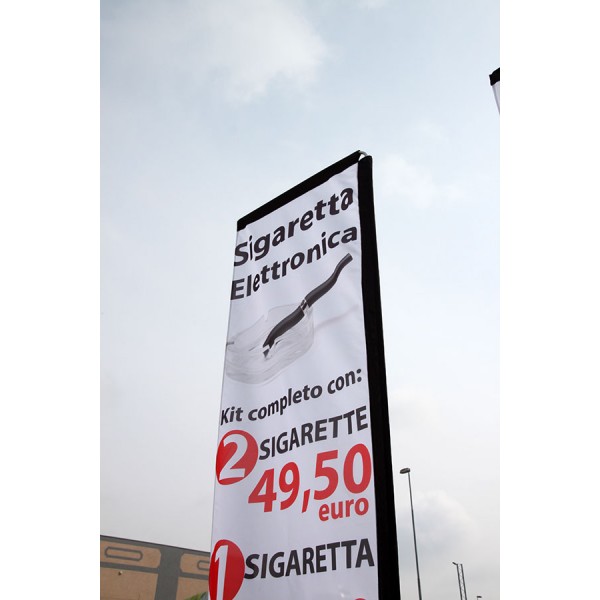 Sigaretta
Elettronica
Kit completo con:
2 SIGARETTE
49,50
euro
1 SIGARETTA